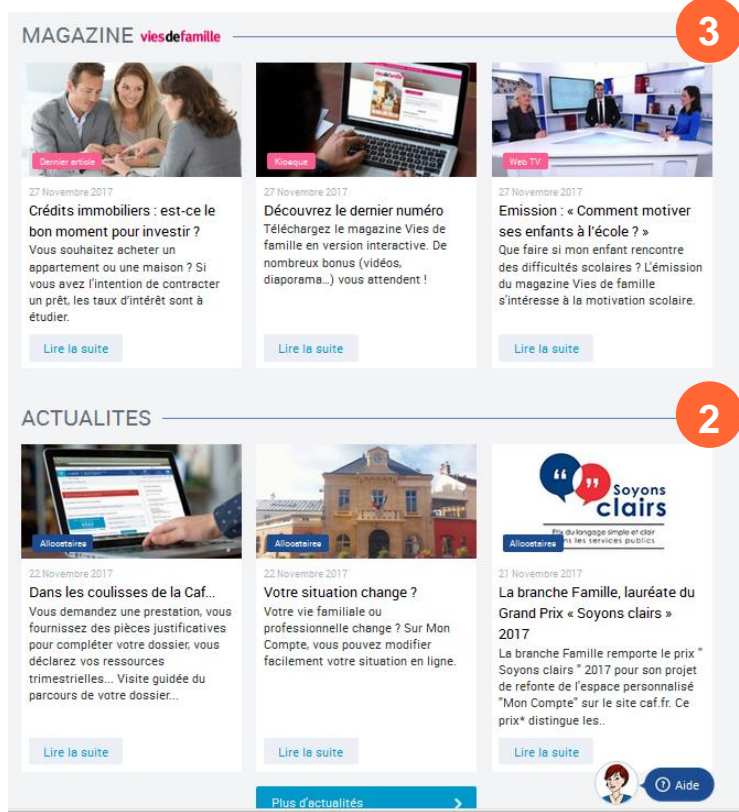 MAGAZINE viesdefamille
3
Dernier article
27 Novembre 2017
Crédits immobiliers : est-ce le
bon moment pour investir ?
Vous souhaitez acheter un
appartement ou une maison ? Si
vous avez l'intention de contracter
un prêt, les taux d'intérêt sont à
étudier.
Lire la suite
viesdefamille
Kiosque
27 Novembre 2017
Découvrez le dernier numéro
Téléchargez le magazine Vies de
famille en version interactive. De
nombreux bonus (vidéos,
diaporama...) vous attendent !
Lire la suite
Web TV
27 Novembre 2017
Emission : « Comment motiver
ses enfants à l'école ? »
Que faire si mon enfant rencontre
des difficultés scolaires ? L'émission
du magazine Vies de famille
s'intéresse à la motivation scolaire.
Lire la suite
ACTUALITES
2
Allocataires
22 Novembre 2017
Dans les coulisses de la Caf...
Vous demandez une prestation, vous
fournissez des pièces justificatives
pour compléter votre dossier, vous
déclarez vos ressources
trimestrielles... Visite guidée du
parcours de votre dossier...
Lire la suite
Allocataires
22 Novembre 2017
Votre situation change ?
Votre vie familiale ou
professionnelle change ? Sur Mon
Compte, vous pouvez modifier
facilement votre situation en ligne.
Lire la suite
Soyons
clairs
Prix du langage simple et clair
dans les services publics
Allocataires
21 Novembre 2017
La branche Famille, lauréate du
Grand Prix « Soyons clairs »
2017
La branche Famille remporte le prix "
Soyons clairs " 2017 pour son projet
de refonte de l'espace personnalisé
"Mon Compte" sur le site caf.fr. Ce
prix* distingue les..
Lire la suite
Plus d'actualités
? Aide